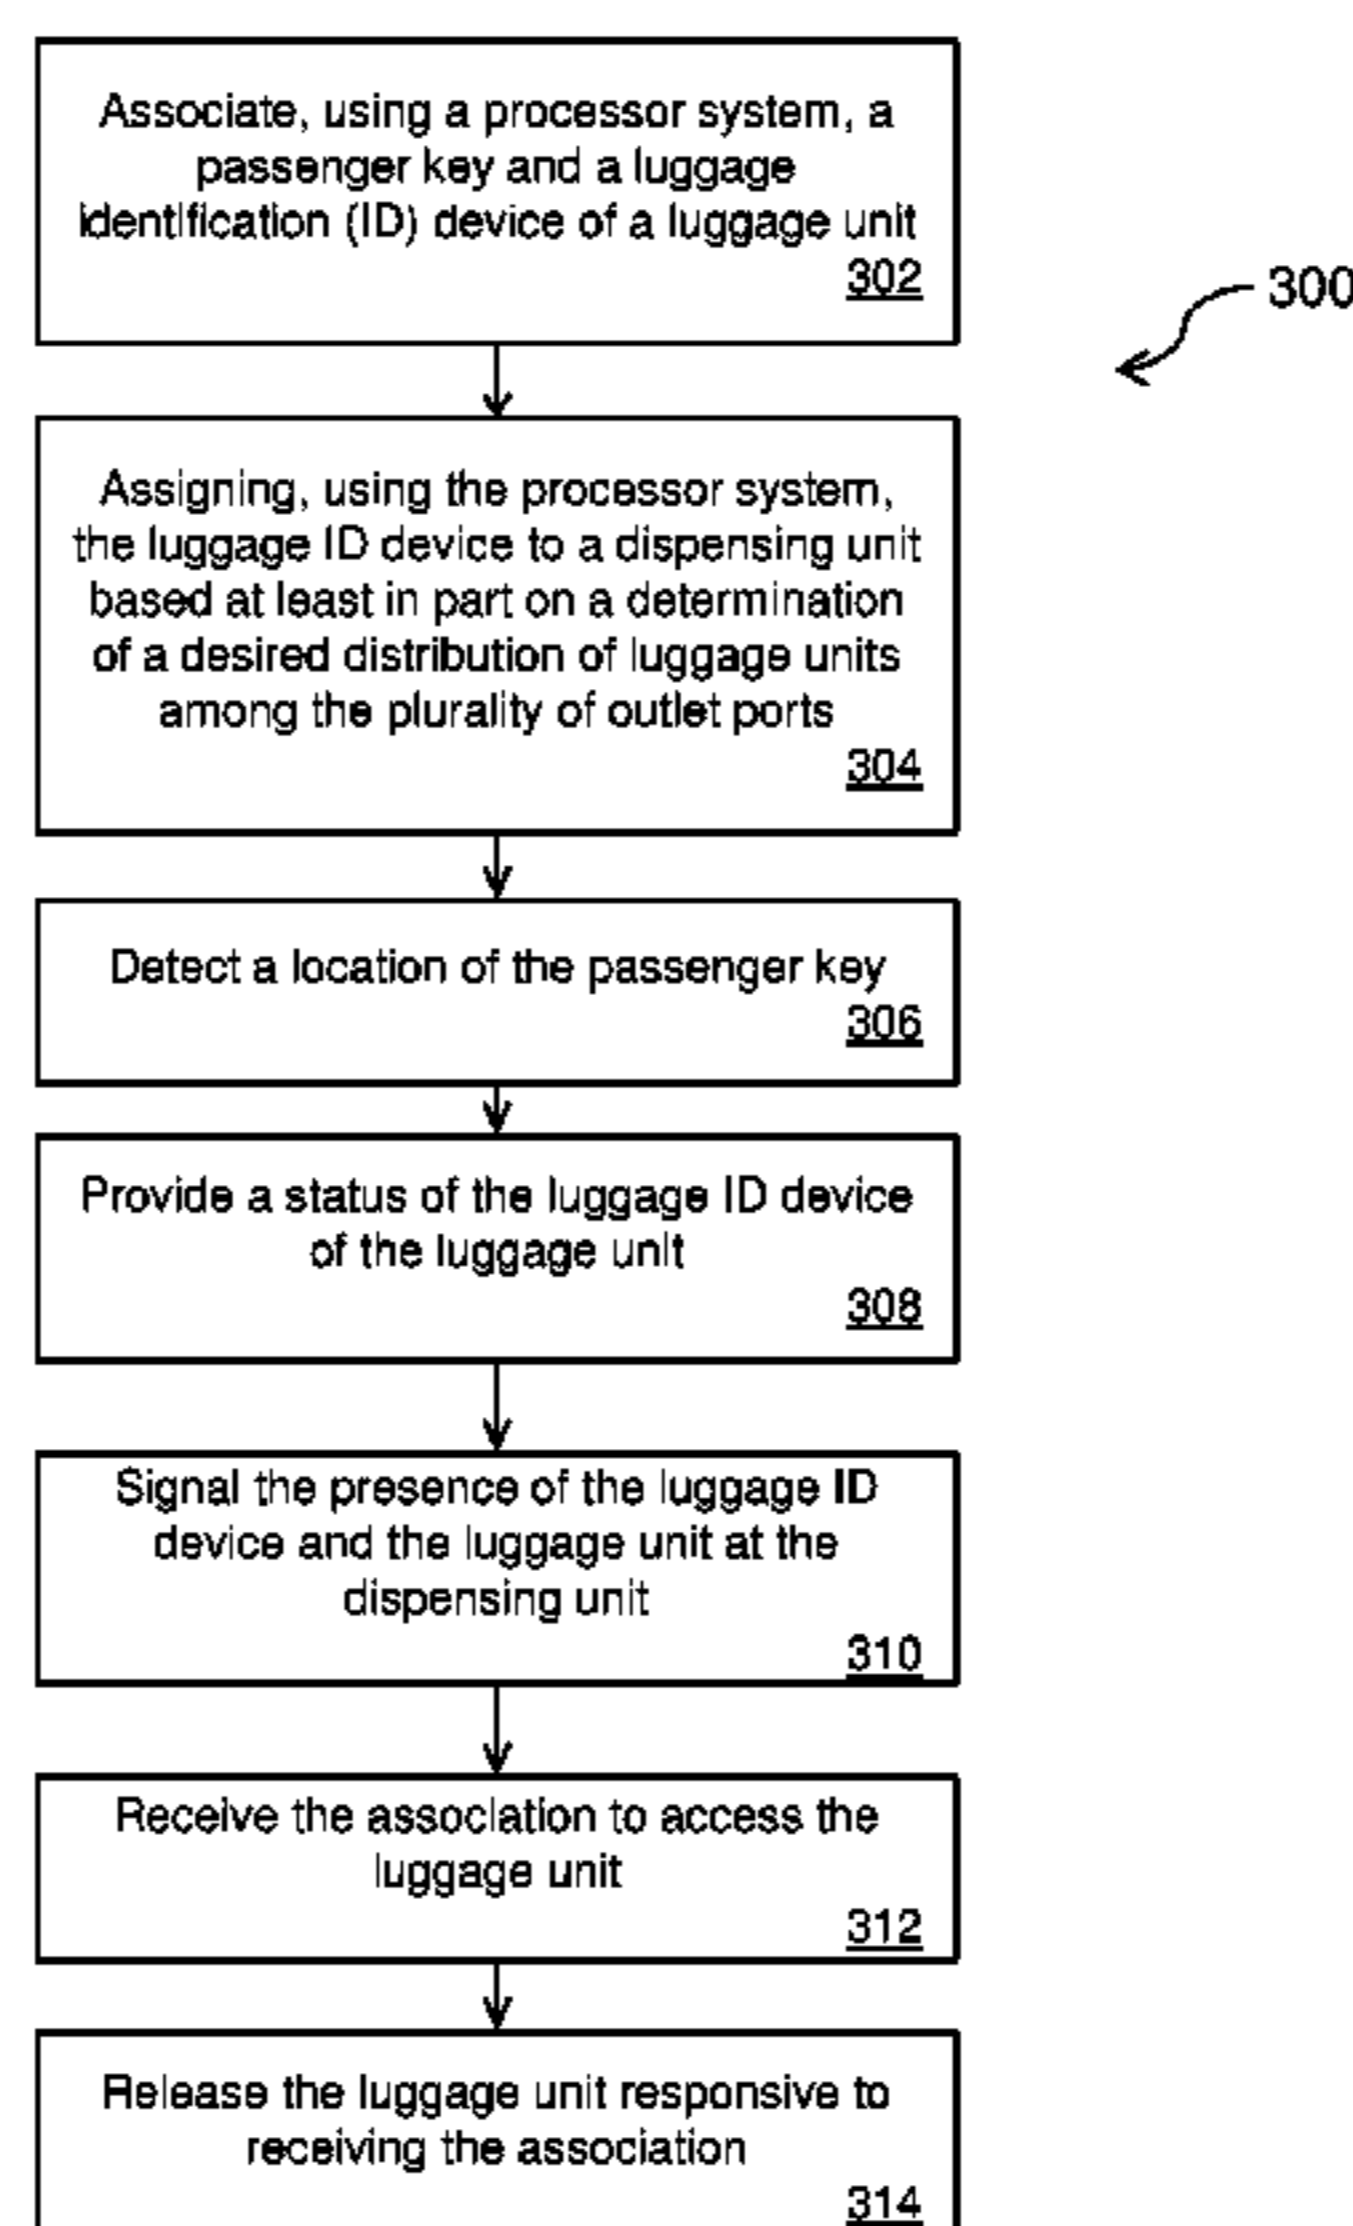 Associate, using a processor system, a
passenger key and a luggage
identification (ID) device of a luggage unit
302
300
Assigning, using the processor system,
the luggage ID device to a dispensing unit
based at least in part on a determination
of a desired distribution of luggage units
among the plurality of outlet ports
304
Detect a location of the passenger key
306
Provide a status of the luggage ID device
of the luggage unit
308
Signal the presence of the luggage ID
device and the luggage unit at the
dispensing unit
310
Receive the association to access the
luggage unit
312
Release the luggage unit responsive to
receiving the association
314